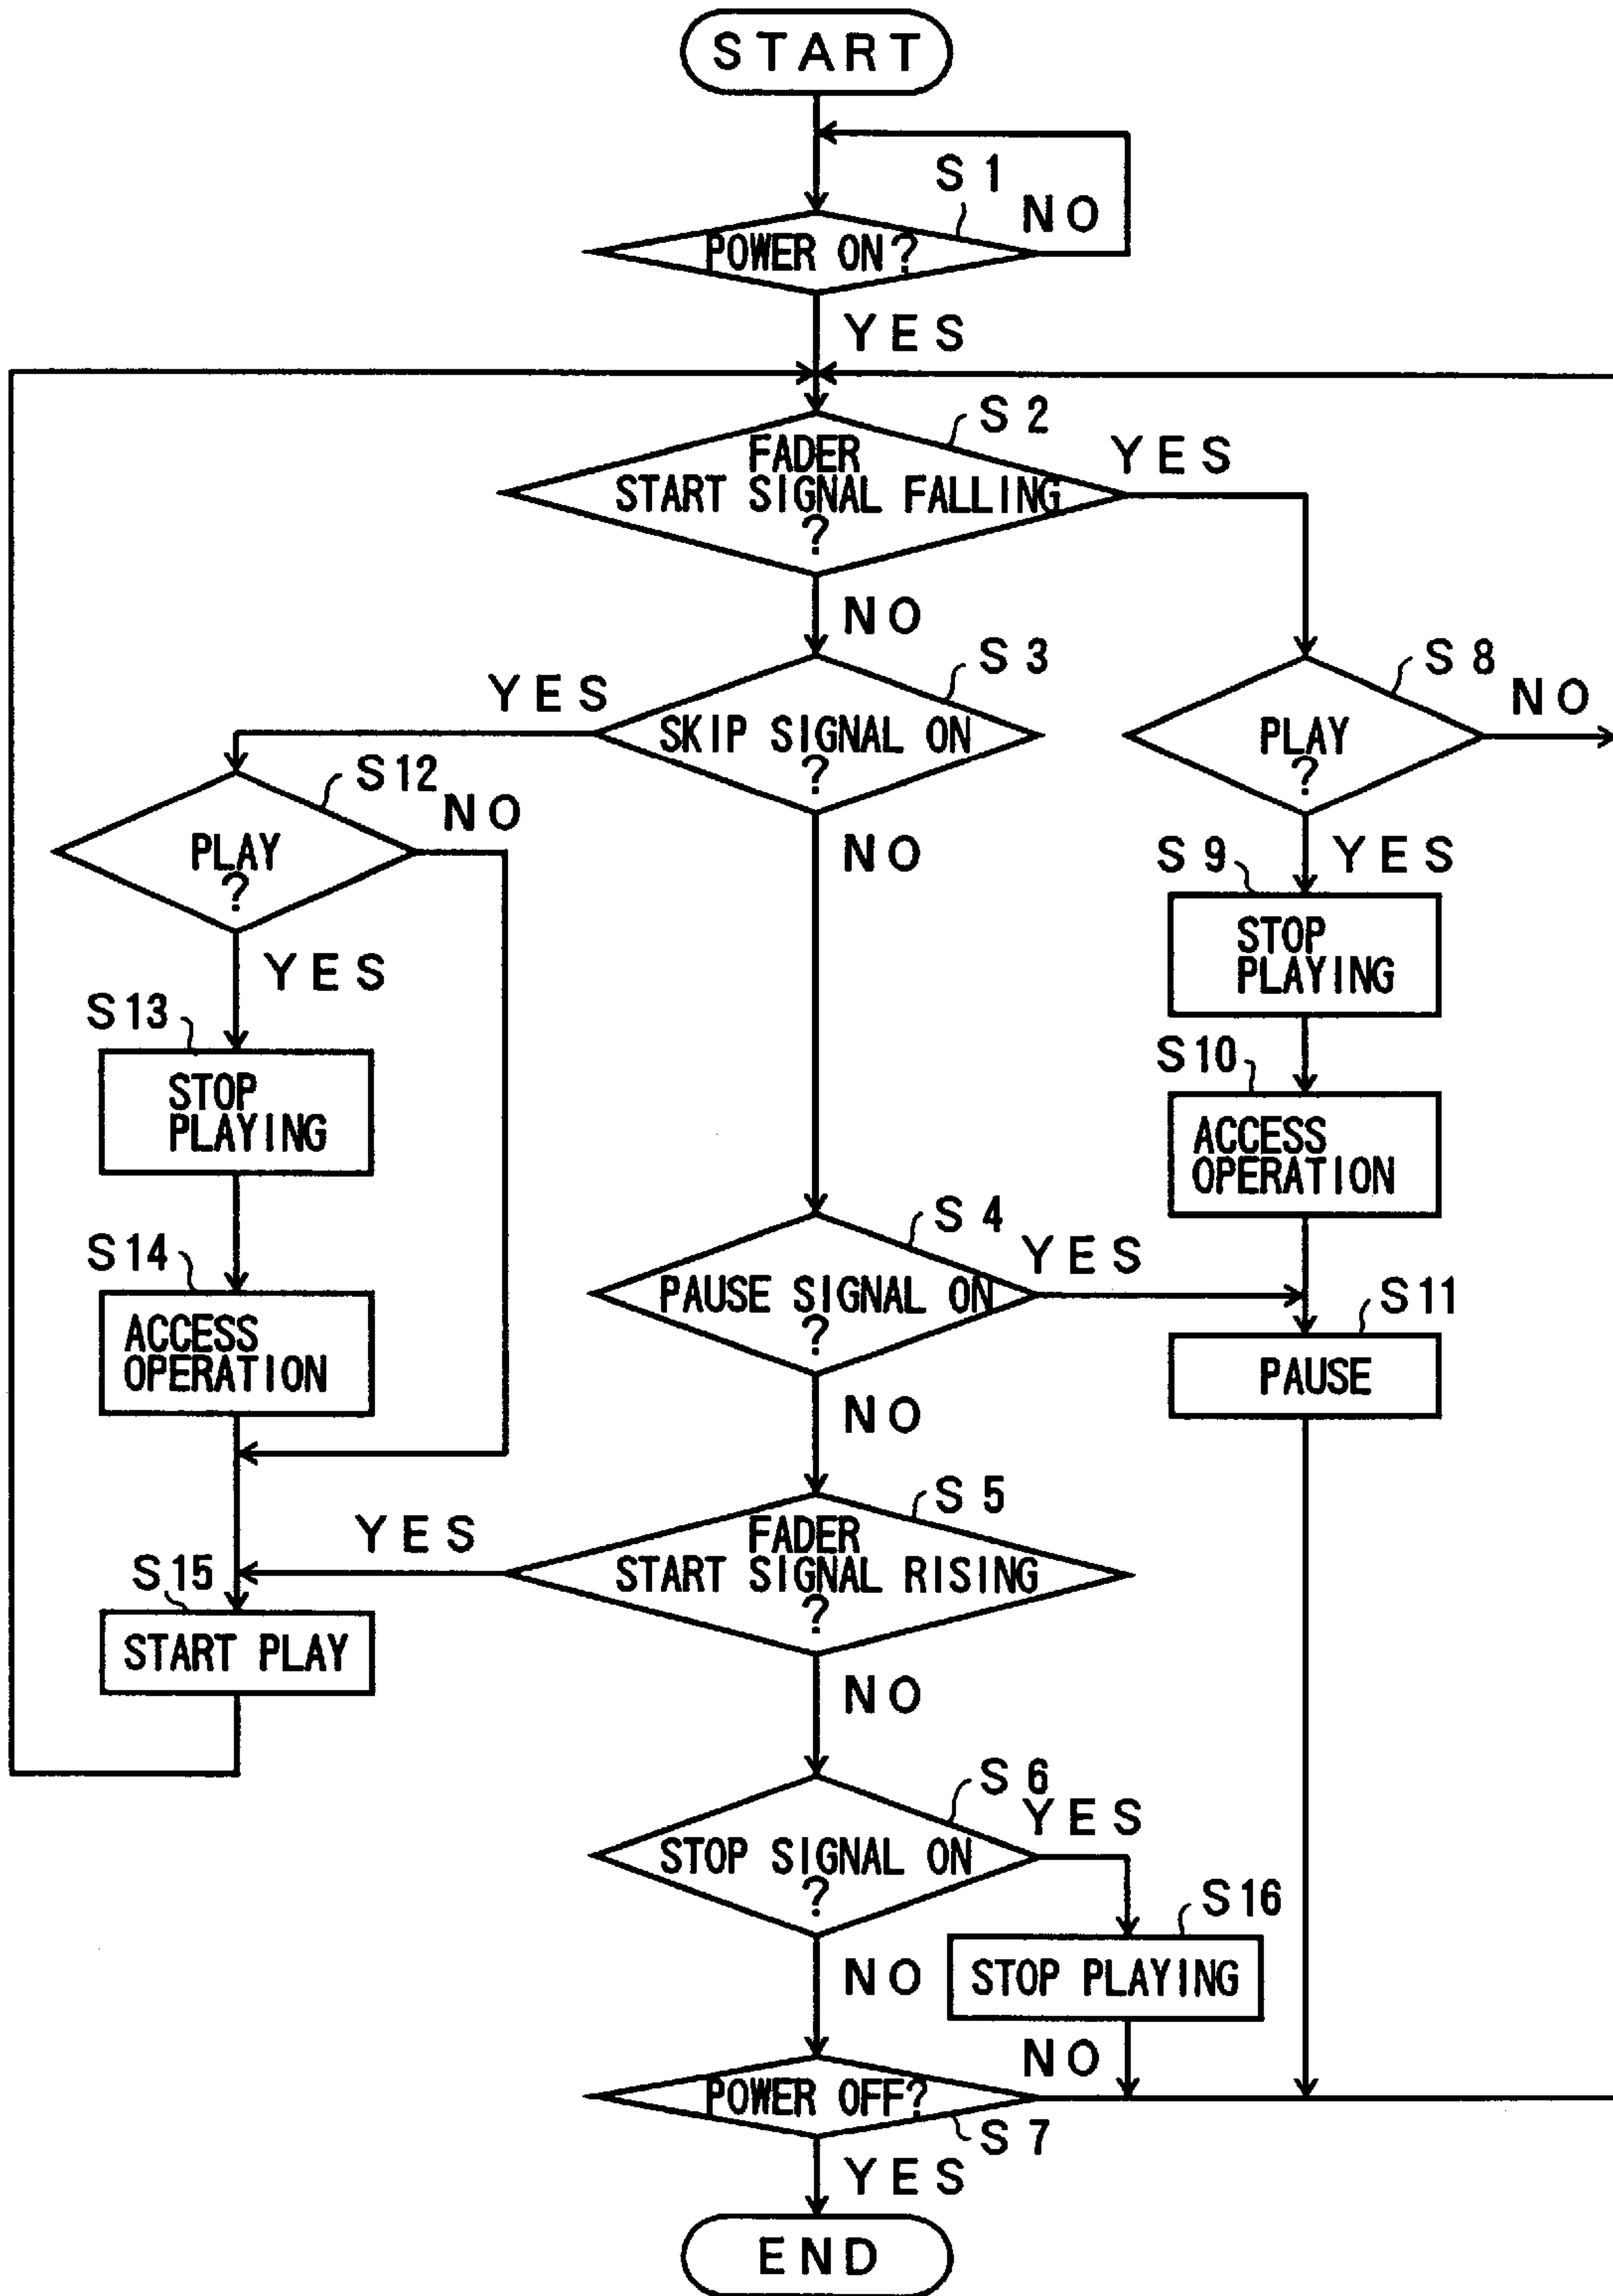 START
S1
NO
POWER ON?
YES
S2
FADER
START SIGNAL FALLING
?
YES
NO
S3
YES
SKIP SIGNAL ON
?
S8
NO
PLAY
?
S12
NO
PLAY
?
NO
S9
YES
STOP
PLAYING
YES
S13
STOP
PLAYING
S10
ACCESS
OPERATION
S14
ACCESS
OPERATION
S4
YES
PAUSE SIGNAL ON
?
S11
PAUSE
NO
S5
YES
FADER
START SIGNAL RISING
?
S15
START PLAY
NO
S6
YES
STOP SIGNAL ON
?
S16
STOP PLAYING
NO
NO
POWER OFF?
S7
YES
END